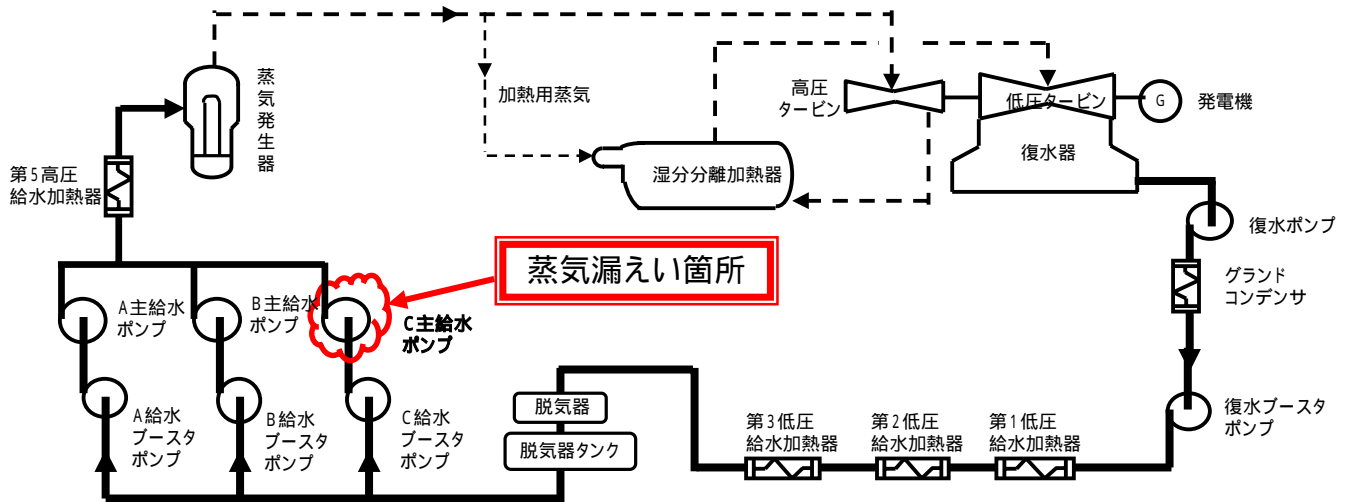 蒸気発生器
加熱用蒸気
高圧
タービン
低圧タービン
G
発電機
復水器
湿分分離加熱器
第5高圧
給水加熱器
復水ポンプ
グランド
コンデンサ
蒸気漏えい箇所
A主給水
ポンプ
B主給水
ポンプ
C主給水
ポンプ
A給水
ブースタ
ポンプ
B給水
ブースタ
ポンプ
C給水
ブースタ
ポンプ
脱気器
脱気器タンク
第3低圧
給水加熱器
第2低圧
給水加熱器
第1低圧
給水加熱器
復水ブースタ
ポンプ